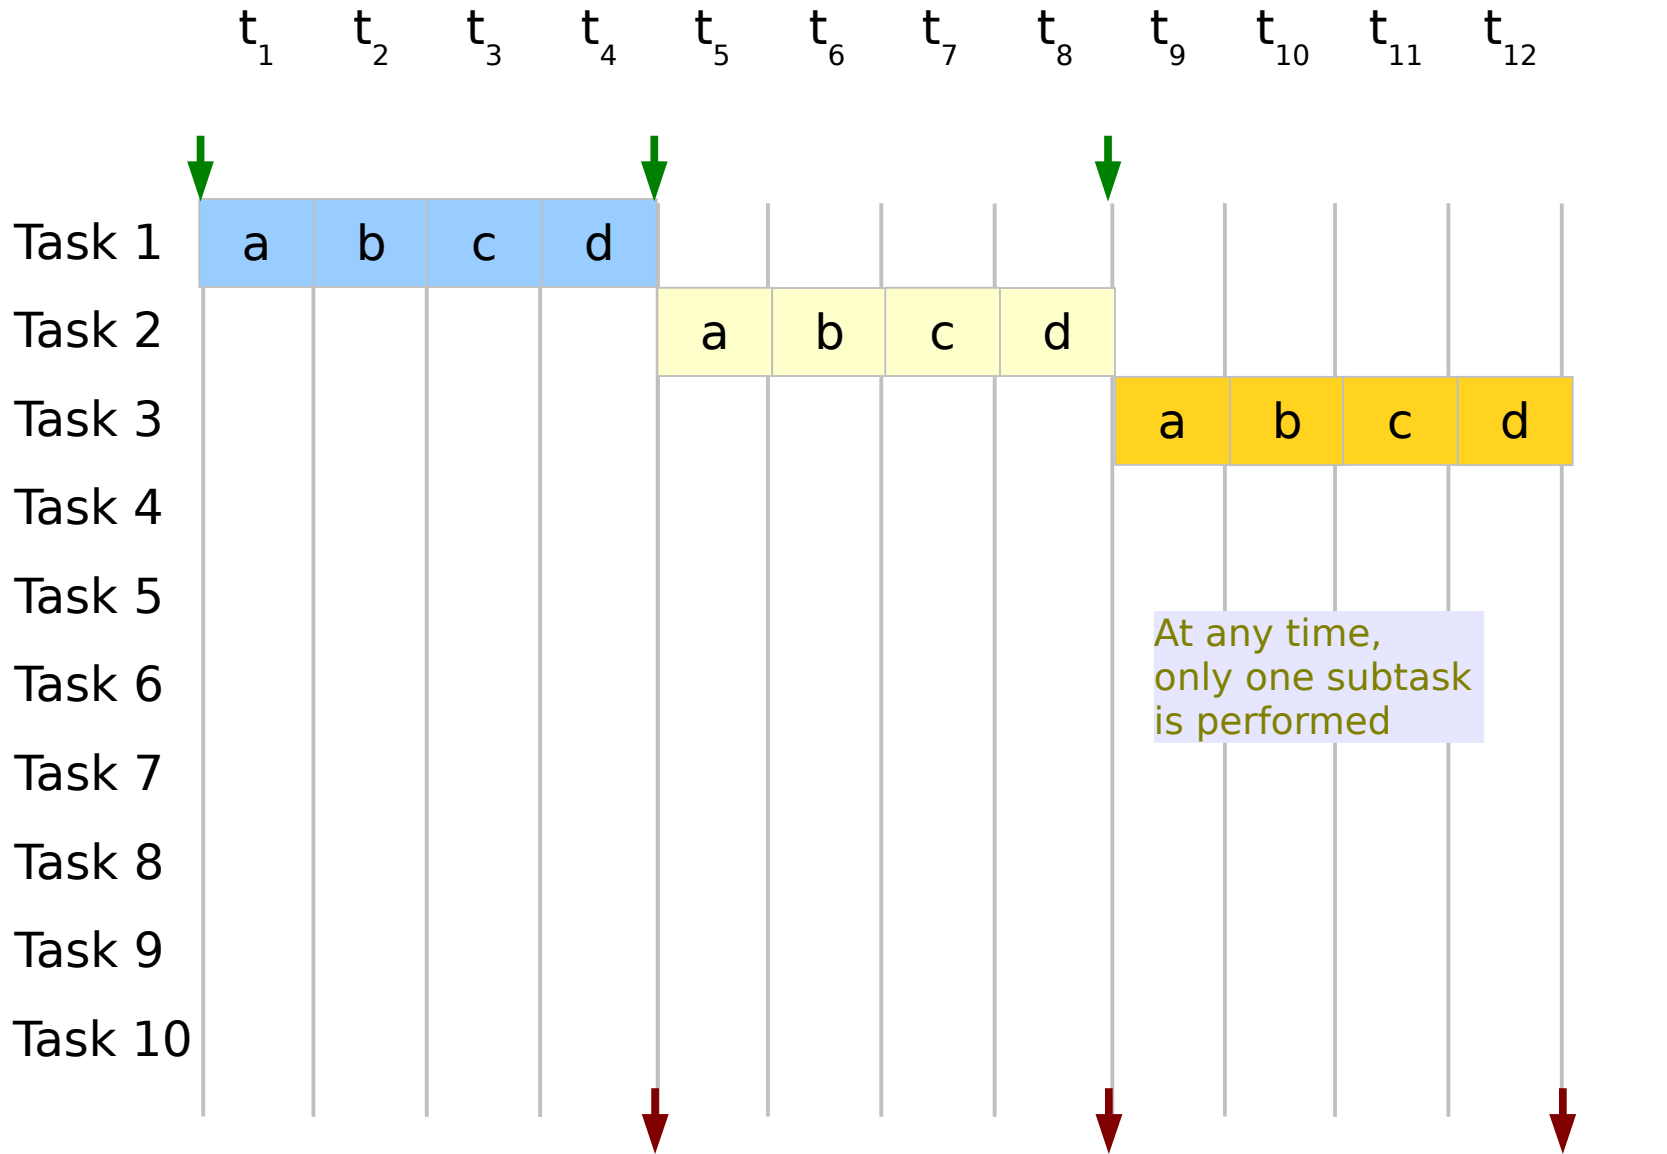 t1 t2 t3 t4 t5 t6 t7 t8 t9 t10 t11 t12
Task 1 a b c d
Task 2 a b c d
Task 3 a b c d
Task 4
Task 5
At any time,
only one subtask
is performed
Task 6
Task 7
Task 8
Task 9
Task 10